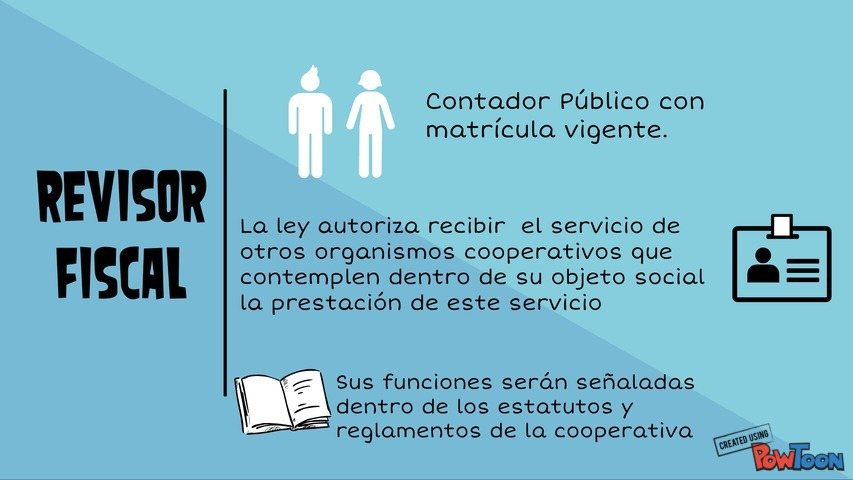 REVISOR
FISCAL
Contador Público con
matrícula vigente.
La ley autoriza recibir el servicio de
otros organismos cooperativos que
contemplen dentro de su objeto social
la prestación de este servicio
Sus funciones serán señaladas
dentro de los estatutos y
reglamentos de la cooperativa
CREATED USING
POWTOON